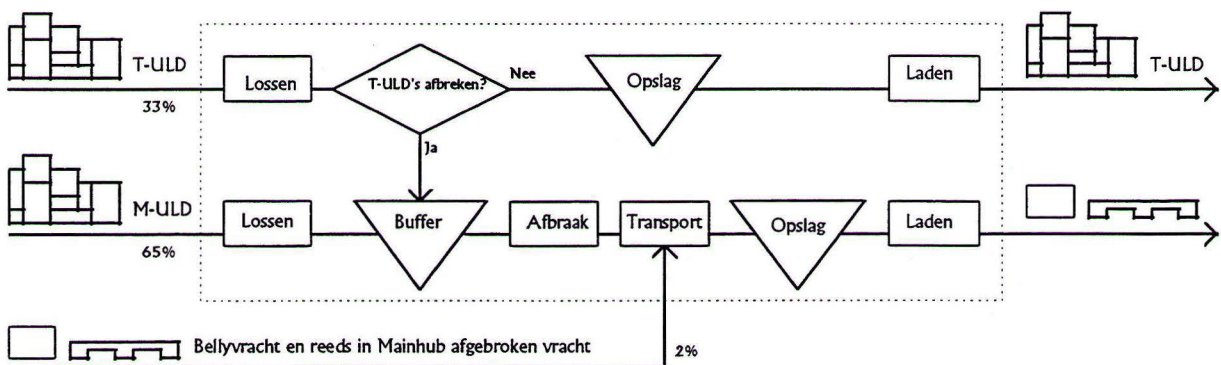 T-ULD
33%
Lossen
T-ULD's afbreken?
Nee
Opslag
Laden
T-ULD
Ja
M-ULD
65%
Lossen
Buffer
Afbraak
Transport
Opslag
Laden
Bellyvracht en reeds in Mainhub afgebroken vracht
2%